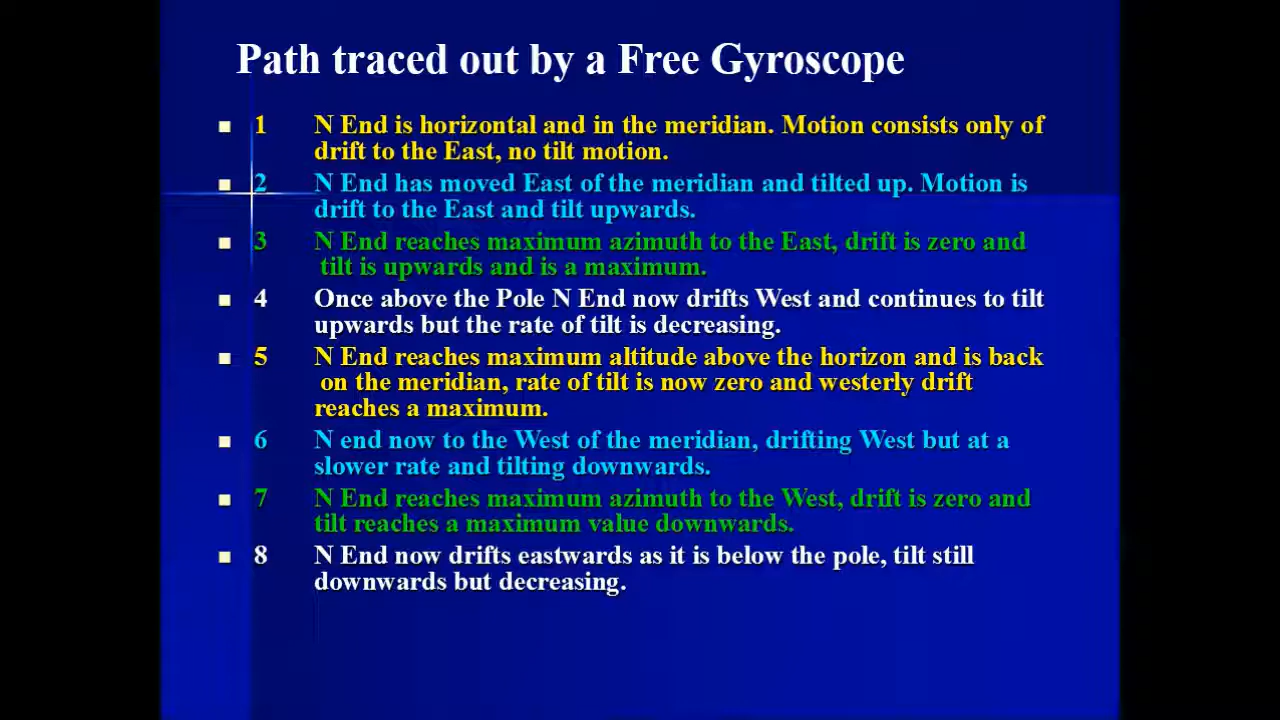 Path traced out by a Free Gyroscope
1 N End is horizontal and in the meridian. Motion consists only of
drift to the East, no tilt motion.
2 N End has moved East of the meridian and tilted up. Motion is
drift to the East and tilt upwards.
3 N End reaches maximum azimuth to the East, drift is zero and
tilt is upwards and is a maximum.
4 Once above the Pole N End now drifts West and continues to tilt
upwards but the rate of tilt is decreasing.
5 N End reaches maximum altitude above the horizon and is back
on the meridian, rate of tilt is now zero and westerly drift
reaches a maximum.
6 N end now to the West of the meridian, drifting West but at a
slower rate and tilting downwards.
7 N End reaches maximum azimuth to the West, drift is zero and
tilt reaches a maximum value downwards.
8 N End now drifts eastwards as it is below the pole, tilt still
downwards but decreasing.